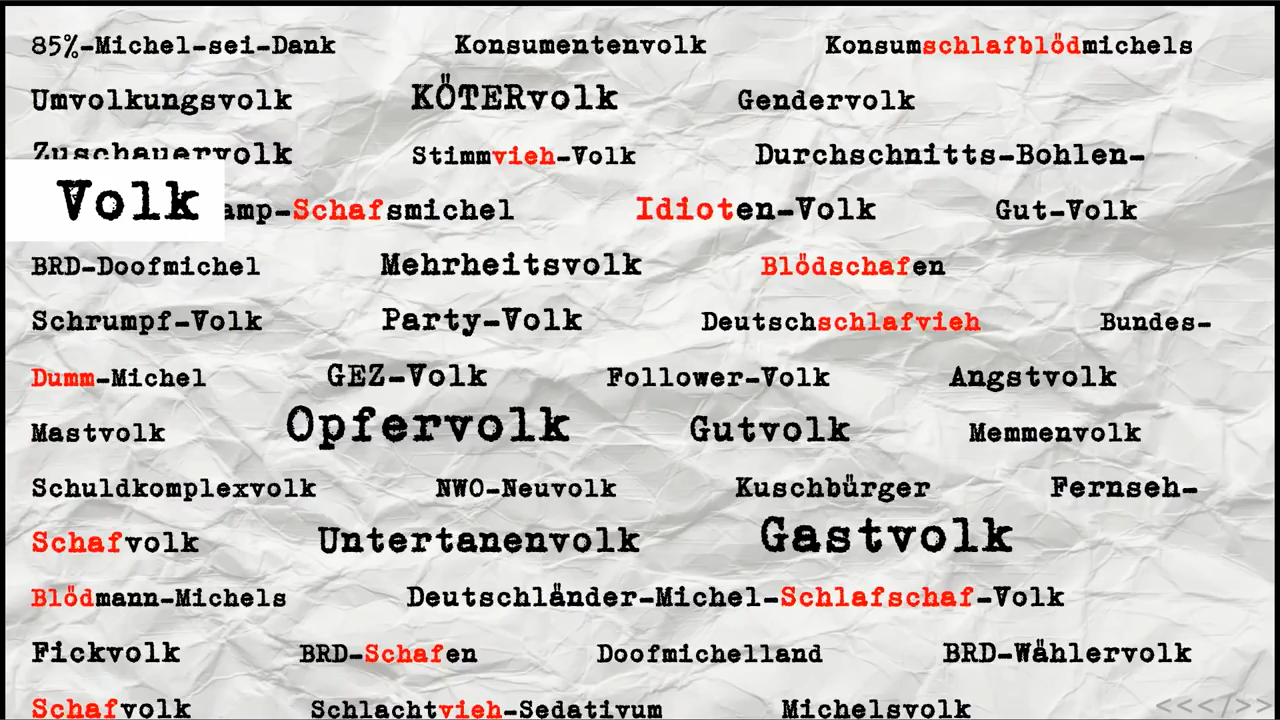 85%-Michel-sei-Dank Konsumentenvolk Konsumschlafblödmichels
Umvolkungsvolk KÖTERvolk Gendervolk
Zuschauervolk Stimmvieh-Volk Durchschnitts-Bohlen-
Volk amp-Schafsmichel Idioten-Volk Gut-Volk
BRD-Doofmichel Mehrheitsvolk Blödschafen
Schrumpf-Volk Party-Volk Deutschschlafvieh Bundes-
Dumm-Michel GEZ-Volk Follower-Volk Angstvolk
Mastvolk Opfervolk Gutvolk Memmenvolk
Schuldkomplexvolk NWO-Neuvolk Kuschbürger Fernseh-
Schafvolk Untertanenvolk Gastvolk
Blödmann-Michels Deutschländer-Michel-Schlafschaf-Volk
Fickvolk BRD-Schafen Doofmichelland BRD-Wählervolk
Schafvolk Schlachtvieh-Sedativum Michelsvolk <<</>>